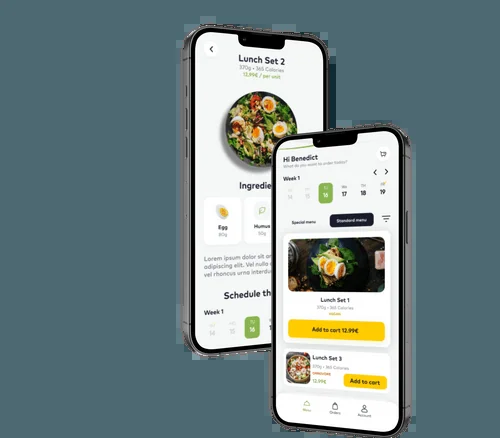 Lunch Set 2
370g • 365 Calories
13,99€ / per unit
Ingredie
Egg
80g
Humus
50g
Lorem ipsum dolor
adipiscing elit. Vel nulla
vel rhoncus urna interdu
Schedule th
Week 1
16
Hi Benedict
What do you want to order today?
Week 1
14 15 16 17 18 19
Special menu
Standard menu
Lunch Set 1
370g • 365 Calories
Add to cart 12.99€
Lunch Set 3
370g • 365 Calories
12.99€
Add to cart
Menu
Orders
Account